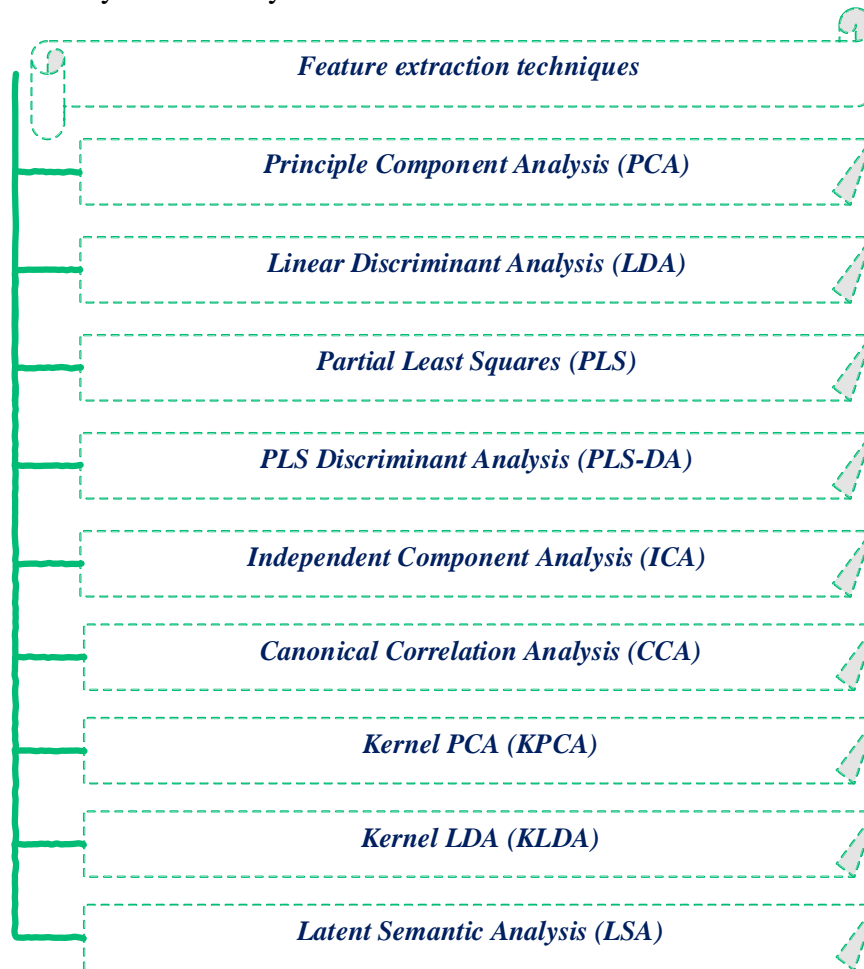 Feature extraction techniques
Principle Component Analysis (PCA)
Linear Discriminant Analysis (LDA)
Partial Least Squares (PLS)
PLS Discriminant Analysis (PLS-DA)
Independent Component Analysis (ICA)
Canonical Correlation Analysis (CCA)
Kernel PCA (KPCA)
Kernel LDA (KLDA)
Latent Semantic Analysis (LSA)